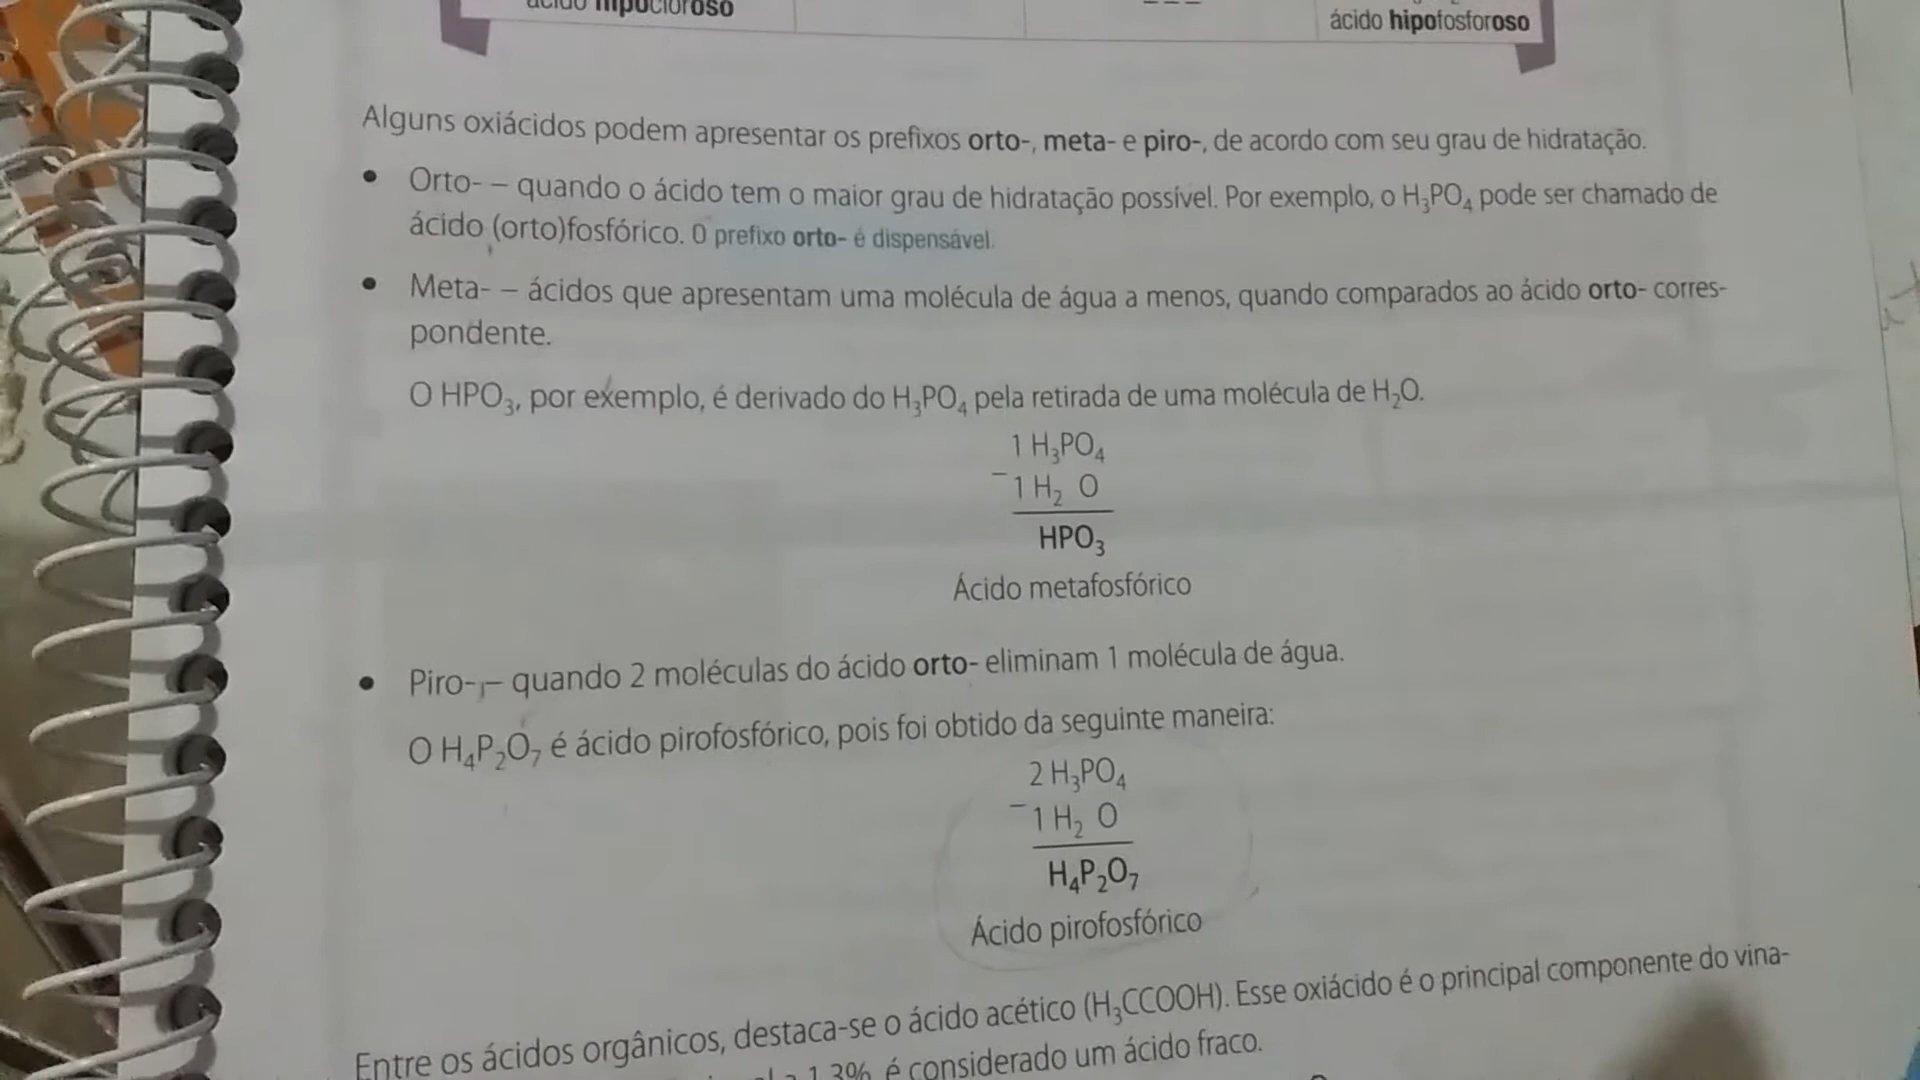 ácido hipocloroso
---
ácido hipofosforoso
Alguns oxiácidos podem apresentar os prefixos orto-, meta- e piro-, de acordo com seu grau de hidratação.
• Orto- – quando o ácido tem o maior grau de hidratação possível. Por exemplo, o H₃PO₄ pode ser chamado de
ácido (orto)fosfórico. O prefixo orto- é dispensável.
• Meta- – ácidos que apresentam uma molécula de água a menos, quando comparados ao ácido orto- corres-
pondente.
O HPO₃, por exemplo, é derivado do H₃PO₄ pela retirada de uma molécula de H₂O.
1 H₃PO₄
– 1 H₂ O
HPO₃
Ácido metafosfórico
• Piro- – quando 2 moléculas do ácido orto- eliminam 1 molécula de água.
O H₄P₂O₇ é ácido pirofosfórico, pois foi obtido da seguinte maneira:
2 H₃PO₄
– 1 H₂ O
H₄P₂O₇
Ácido pirofosfórico
Entre os ácidos orgânicos, destaca-se o ácido acético (H₃CCOOH). Esse oxiácido é o principal componente do vina-
a 1,3%, é considerado um ácido fraco.